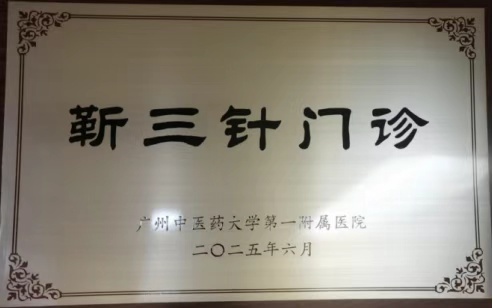 靳三针门诊
广州中医药大学第一附属医院
二〇二五年六月